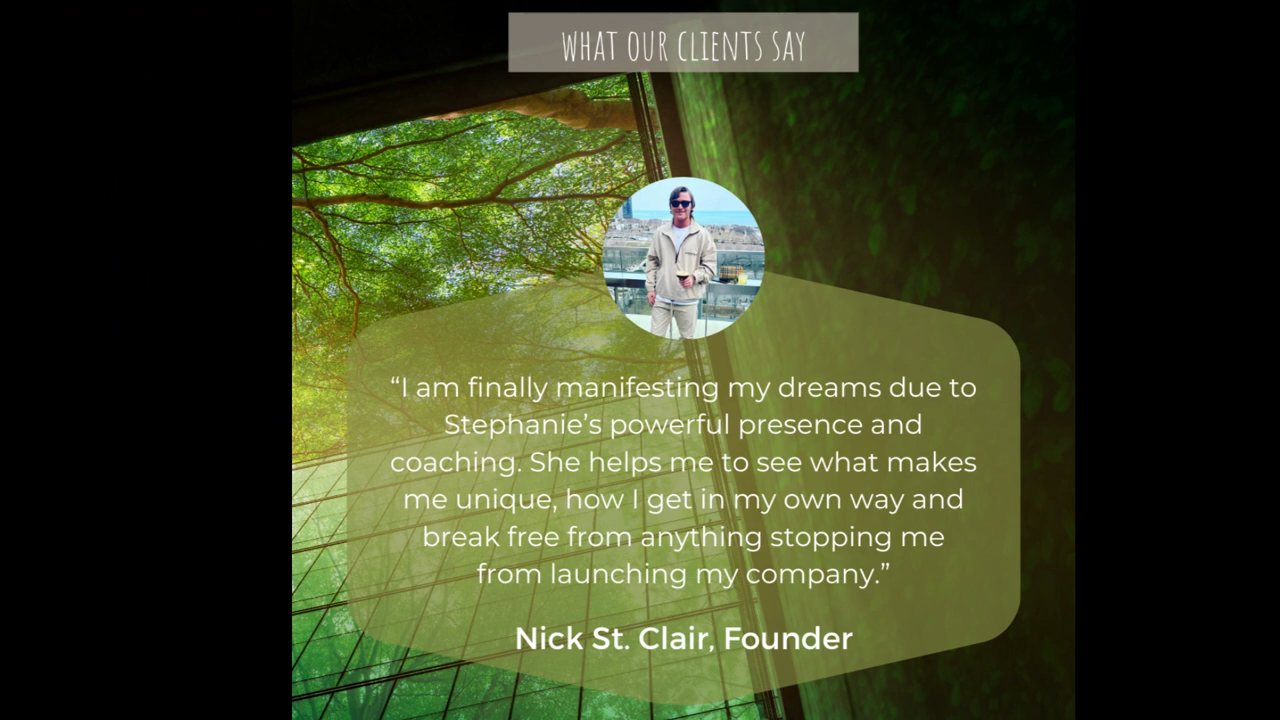 WHAT OUR CLIENTS SAY
“I am finally manifesting my dreams due to
Stephanie’s powerful presence and
coaching. She helps me to see what makes
me unique, how I get in my own way and
break free from anything stopping me
from launching my company.”
Nick St. Clair, Founder